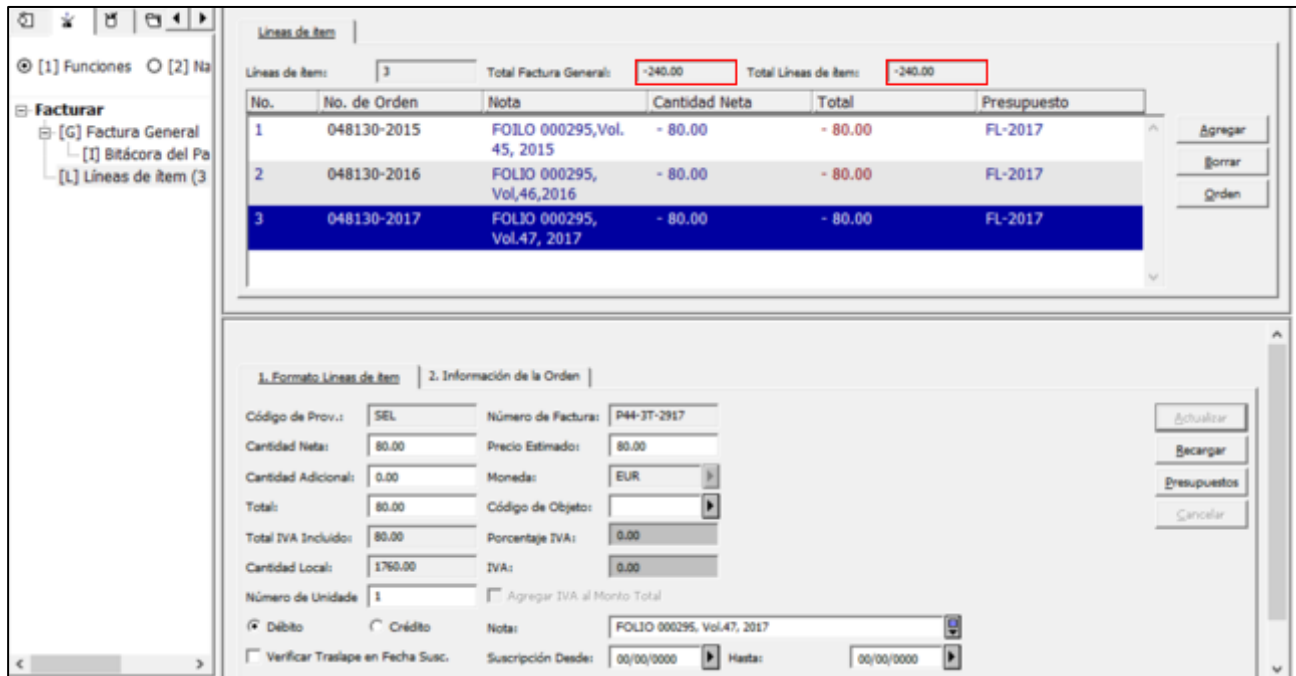 [1] Funciones [2] Na
Facturar
[G] Factura General
[I] Bitácora del Pa
[L] Líneas de ítem (3
Líneas de ítem
Líneas de ítem: 3 Total Factura General: -240.00 Total Líneas de ítem: -240.00
No. No. de Orden Nota Cantidad Neta Total Presupuesto
1 048130-2015 FOILO 000295,Vol. - 80.00 - 80.00 FL-2017
45, 2015
2 048130-2016 FOLIO 000295, - 80.00 - 80.00 FL-2017
Vol,46,2016
3 048130-2017 FOLIO 000295, - 80.00 - 80.00 FL-2017
Vol.47, 2017
Agregar
Borrar
Orden
1. Formato Líneas de ítem 2. Información de la Orden
Código de Prov.: SEL Número de Factura: P44-3T-2917
Cantidad Neta: 80.00 Precio Estimado: 80.00
Cantidad Adicional: 0.00 Moneda: EUR
Total: 80.00 Código de Objeto:
Total IVA Incluido: 80.00 Porcentaje IVA: 0.00
Cantidad Local: 1760.00 IVA: 0.00
Número de Unidade 1 Agregar IVA al Monto Total
Débito Crédito Nota: FOLIO 000295, Vol.47, 2017
Verificar Traslape en Fecha Susc. Suscripción Desde: 00/00/0000 Hasta: 00/00/0000
Actualizar
Recargar
Presupuestos
Cancelar